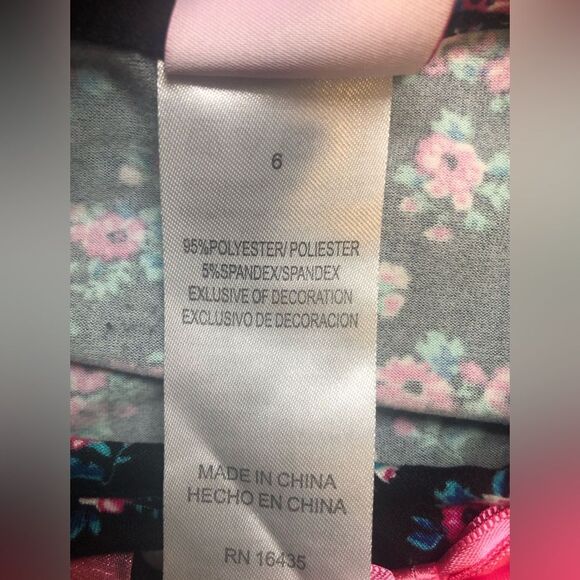 6
95%POLYESTER/ POLIESTER
5%SPANDEX/SPANDEX
EXLUSIVE OF DECORATION
EXCLUSIVO DE DECORACION
MADE IN CHINA
HECHO EN CHINA
RN 16435